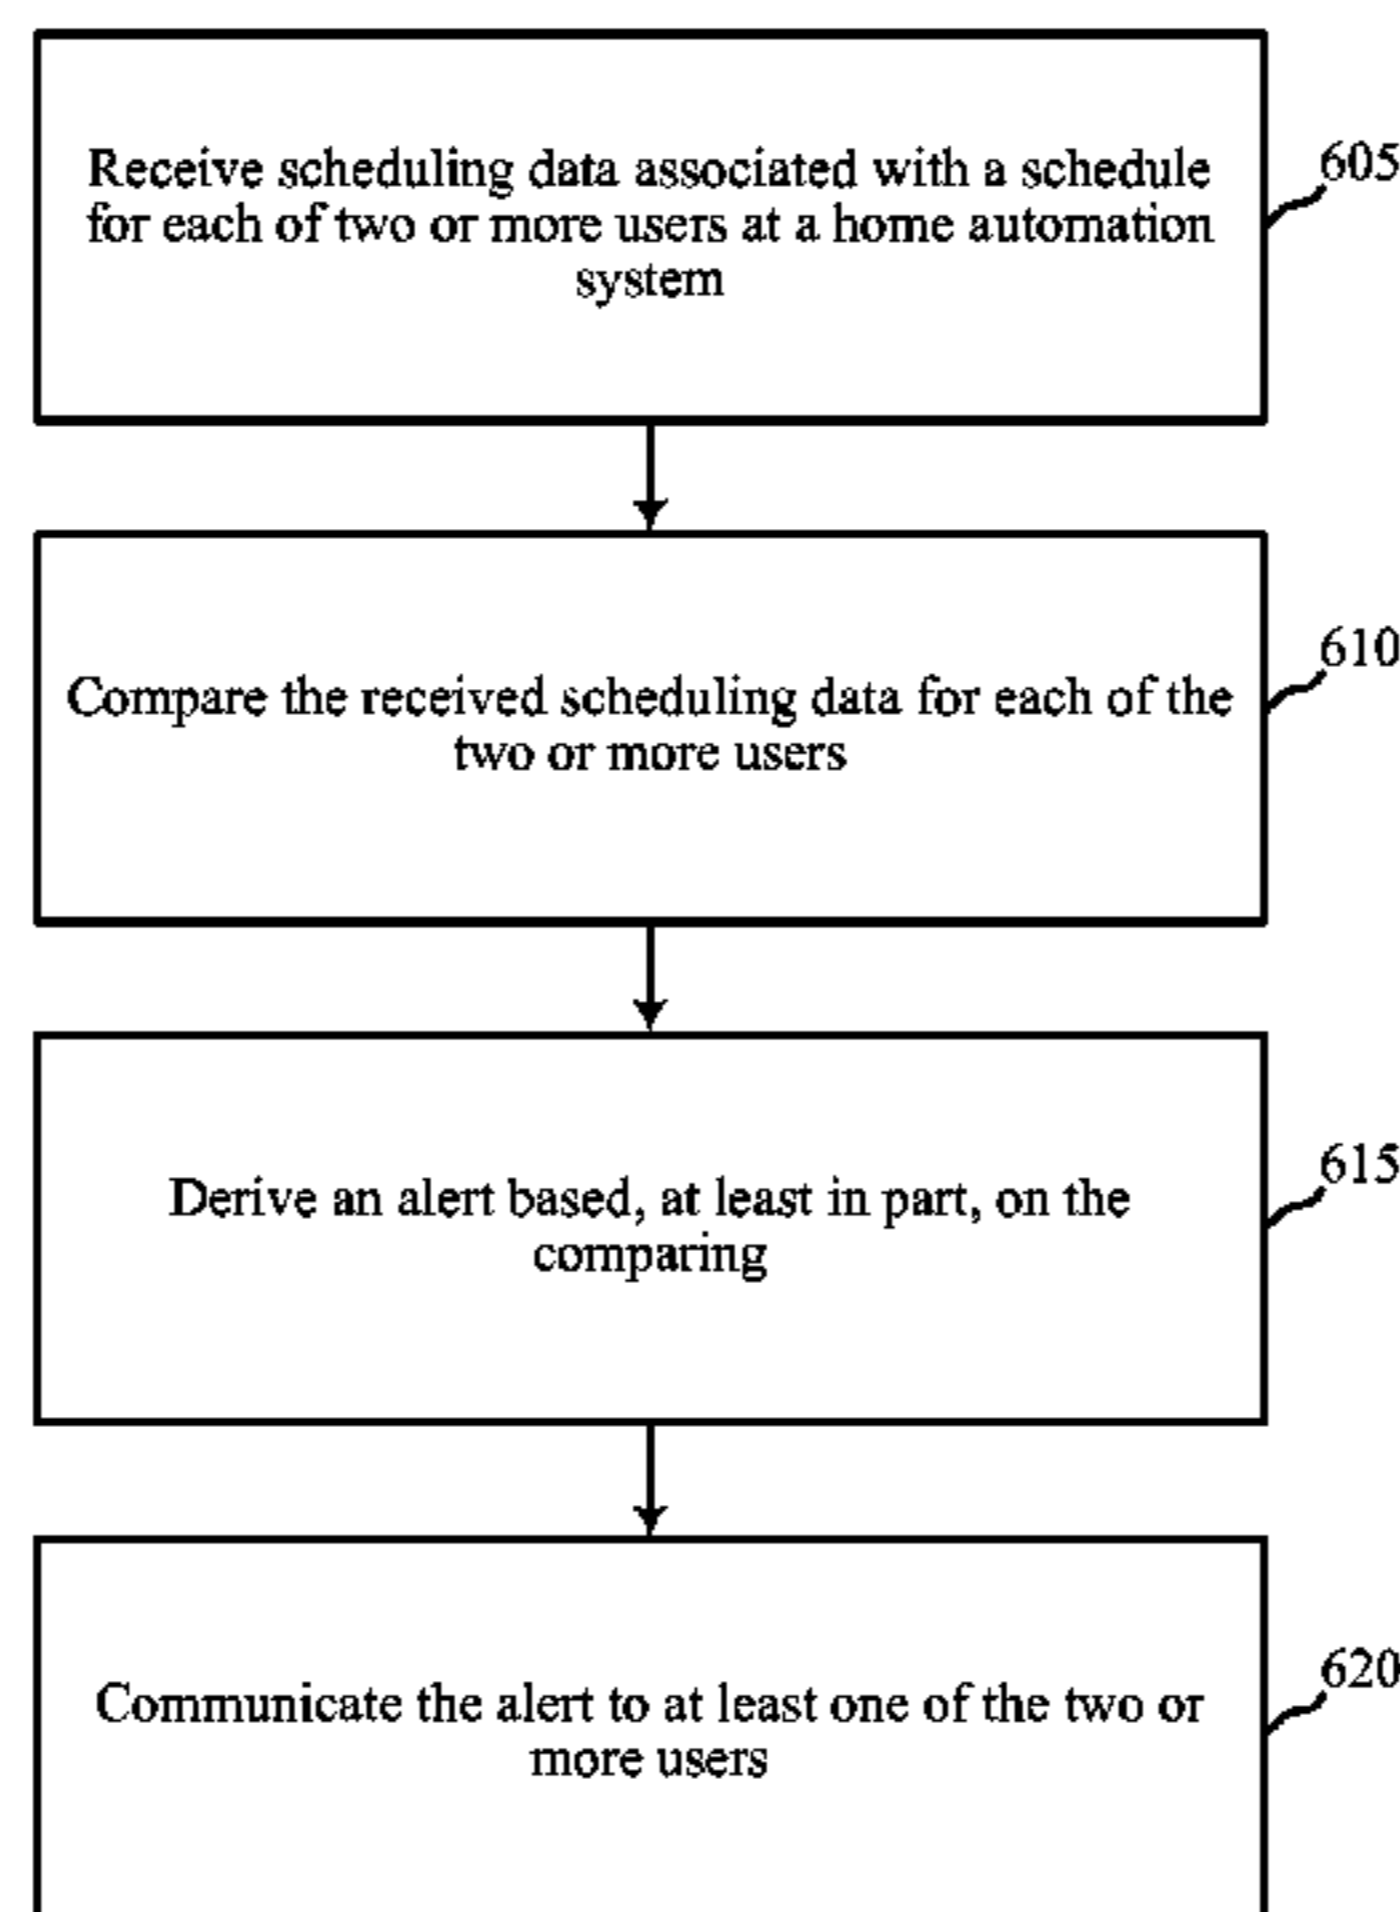 Receive scheduling data associated with a schedule
for each of two or more users at a home automation
system
605
Compare the received scheduling data for each of the
two or more users
610
Derive an alert based, at least in part, on the
comparing
615
Communicate the alert to at least one of the two or
more users
620